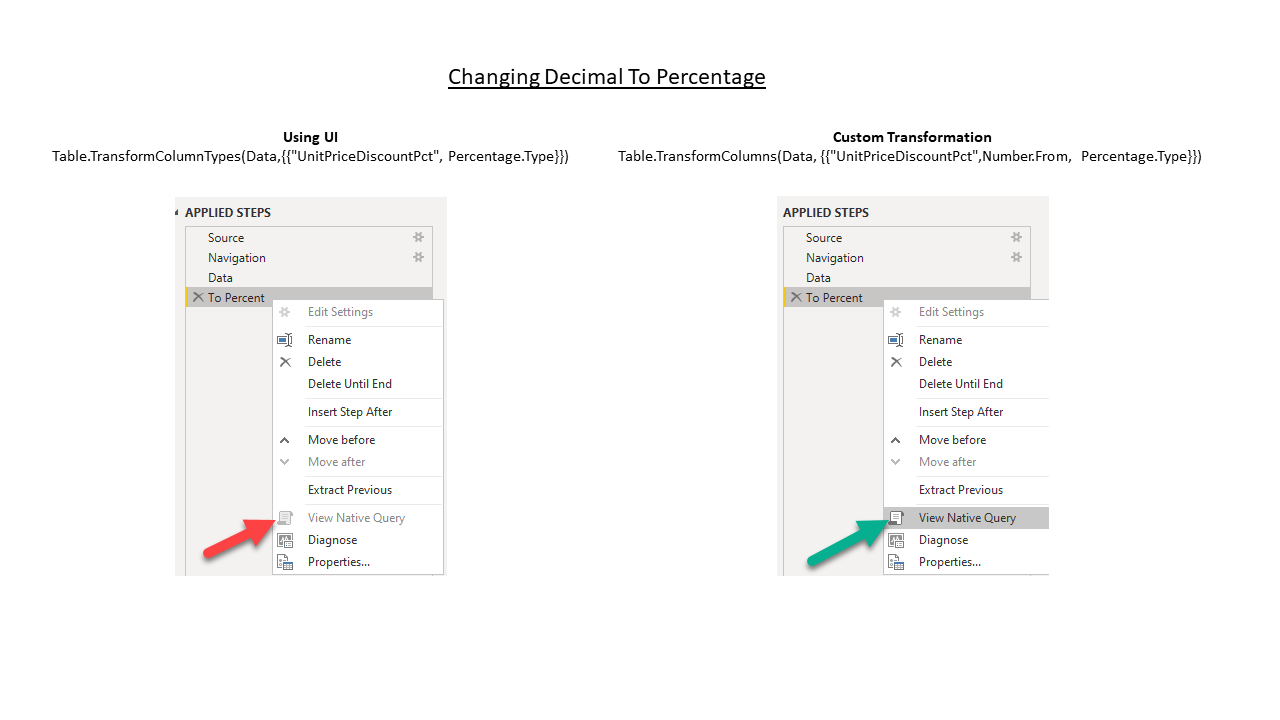 Changing Decimal To Percentage
Using UI
Table.TransformColumnTypes(Data,{{"UnitPriceDiscountPct", Percentage.Type}})
APPLIED STEPS
Source
Navigation
Data
To Percent
Edit Settings
Rename
Delete
Delete Until End
Insert Step After
Move before
Move after
Extract Previous
View Native Query
Diagnose
Properties...
Custom Transformation
Table.TransformColumns(Data, {{"UnitPriceDiscountPct",Number.From, Percentage.Type}})
APPLIED STEPS
Source
Navigation
Data
To Percent
Edit Settings
Rename
Delete
Delete Until End
Insert Step After
Move before
Move after
Extract Previous
View Native Query
Diagnose
Properties...